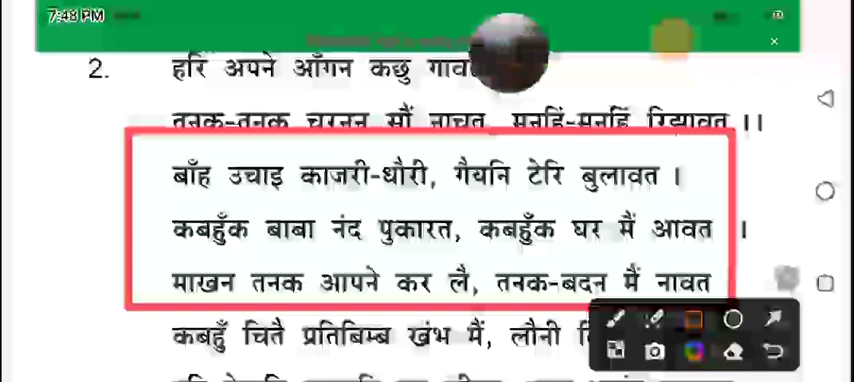 7:48 PM
2. हरि अपने आँगन कछु
तनक-तनक चरनन सौं नाचत, मनहिं-मनहिं रिझावत ।।
बाँह उचाइ काजरी-धौरी, गैयनि टेरि बुलावत ।
कबहुँक बाबा नंद पुकारत, कबहुँक घर मैं आवत ।
माखन तनक आपने कर लै, तनक-बदन मैं नावत
कबहुँ चितै प्रतिबिम्ब खंभ मैं, लौनी